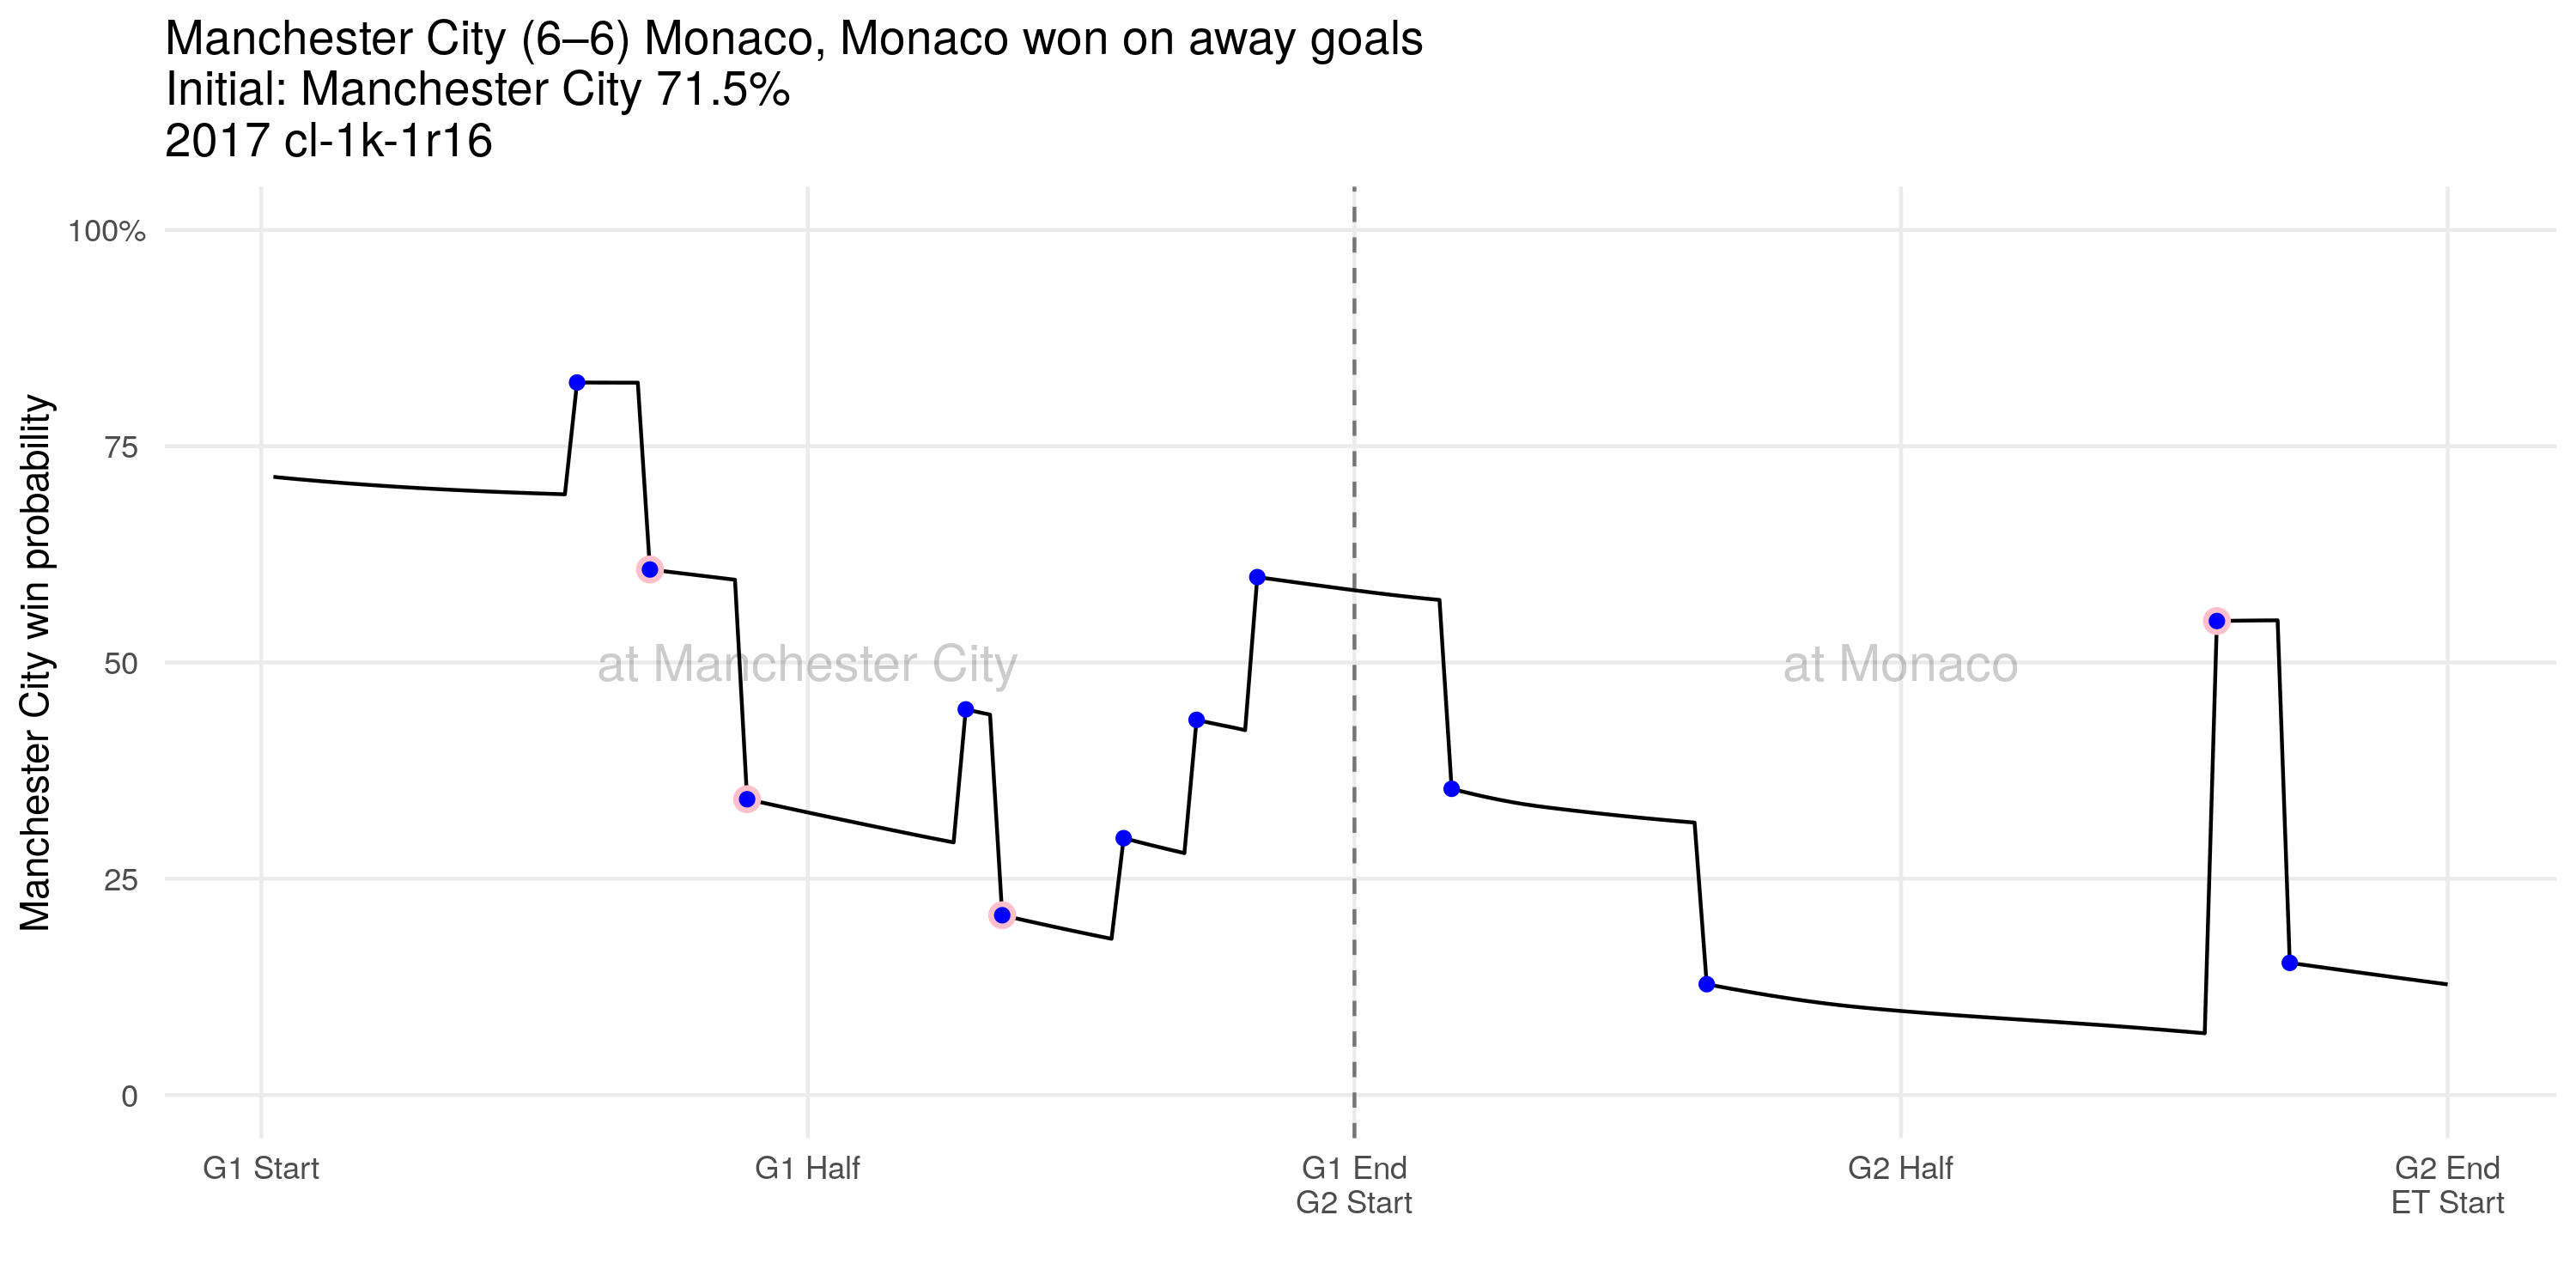 Manchester City (6–6) Monaco, Monaco won on away goals
Initial: Manchester City 71.5%
2017 cl-1k-1r16
Manchester City win probability
100%
75
50
25
0
at Manchester City
at Monaco
G1 Start
G1 Half
G1 End
G2 Start
G2 Half
G2 End
ET Start